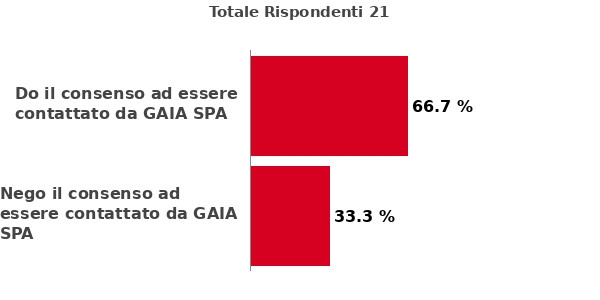 Totale Rispondenti 21
Do il consenso ad essere
contattato da GAIA SPA
66.7 %
Nego il consenso ad
essere contattato da GAIA
SPA
33.3 %